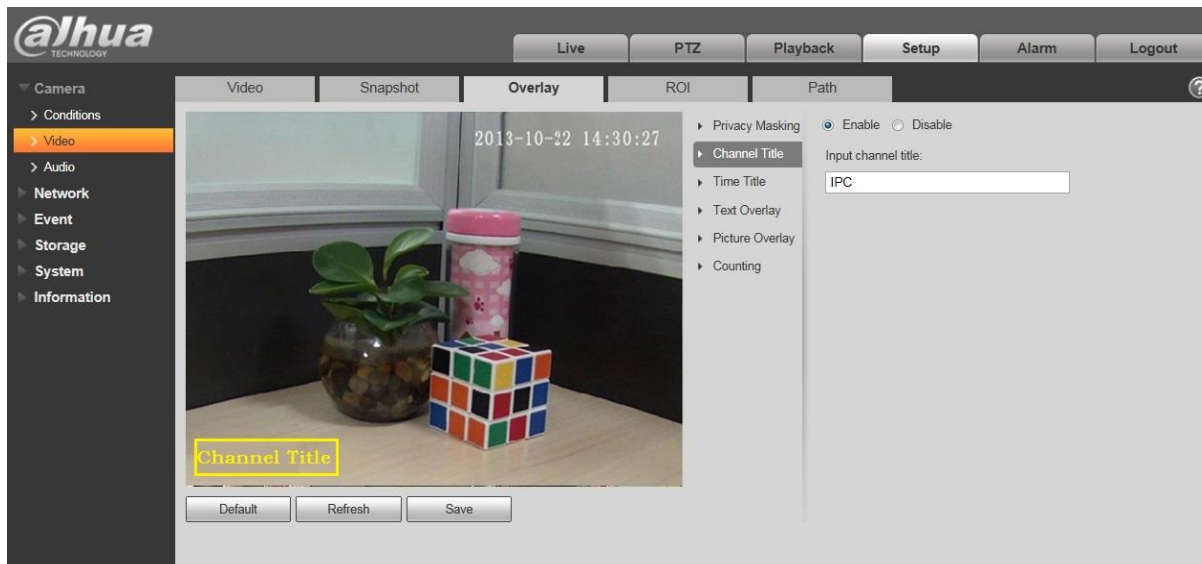 alhua
TECHNOLOGY
Live PTZ Playback Setup Alarm Logout
Camera
Conditions
Video
Audio
Network
Event
Storage
System
Information
Video Snapshot Overlay ROI Path
?
2013-10-22 14:30:27
Channel Title
Default Refresh Save
Privacy Masking
Channel Title
Time Title
Text Overlay
Picture Overlay
Counting
Enable Disable
Input channel title:
IPC